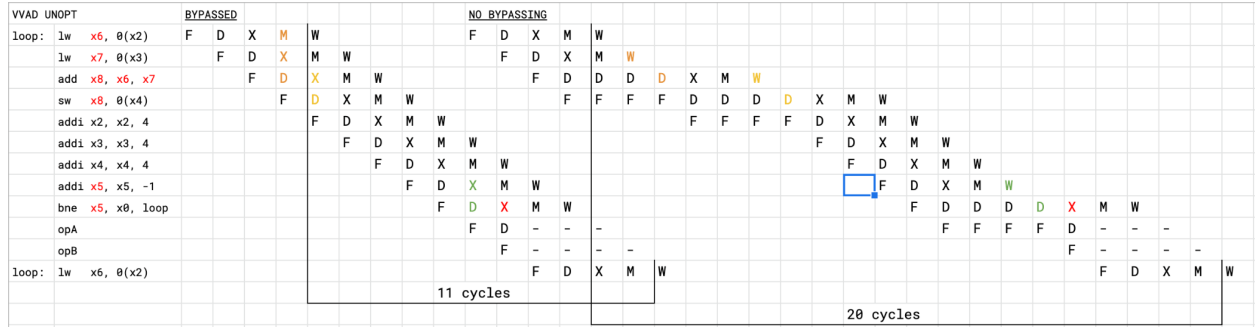 VVAD UNOPT BYPASSED NO BYPASSING
loop: lw x6, 0(x2) F D X M W F D X M W
lw x7, 0(x3) F D X M W F D X M W
add x8, x6, x7 F D X M W F D D D D X M W
sw x8, 0(x4) F D X M W F F F F D D D D X M W
addi x2, x2, 4 F D X M W F F F F D X M W
addi x3, x3, 4 F D X M W F D X M W
addi x4, x4, 4 F D X M W F D X M W
addi x5, x5, -1 F D X M W F D X M W
bne x5, x0, loop F D X M W F D D D D X M W
opA F D - - - F F F F D - - -
opB F - - - - F - - - -
loop: lw x6, 0(x2) F D X M W F D X M W
11 cycles
20 cycles